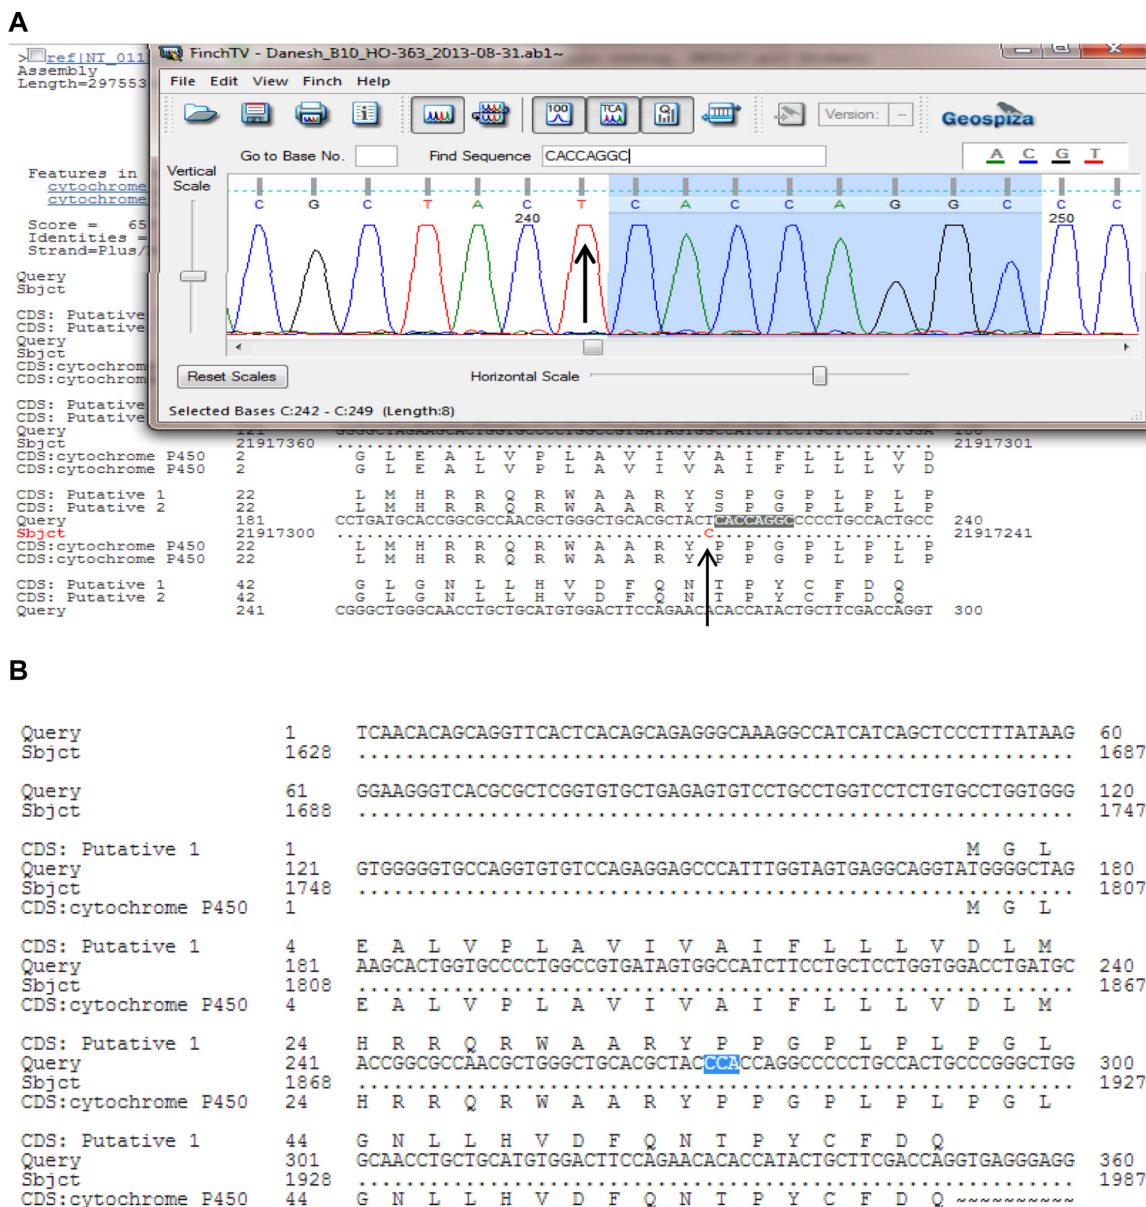 A
>ref|NT_011
Assembly
Length=297553
FinchTV - Danesh_B10_HO-363_2013-08-31.ab1~
File Edit View Finch Help
100
TCA
Version: --
Geospiza
Go to Base No.
Find Sequence CACCAGGC
A C G T
Vertical
Scale
C G C T A C T C A C C A G G C C C
240 250
Features in
cytochrome
cytochrome
Score = 65
Identities =
Strand=Plus/
Query
Sbjct
CDS: Putative
CDS: Putative
Query
Sbjct
CDS:cytochrome
CDS:cytochrome
Reset Scales
Horizontal Scale
Selected Bases C:242 - C:249 (Length:8)
CDS: Putative
CDS: Putative
Query 121 GGGGCTAGAAGCACTGGTGCCCCTGGCCGTGATAGTGGCCATCTTCCTGCTCCTGGTGGA 180
Sbjct 21917360 ............................................................ 21917301
CDS:cytochrome P450 2 G L E A L V P L A V I V A I F L L L V D
CDS:cytochrome P450 2 G L E A L V P L A V I V A I F L L L V D
CDS: Putative 1 22 L M H R R Q R W A A R Y S P G P L P L P
CDS: Putative 2 22 L M H R R Q R W A A R Y S P G P L P L P
Query 181 CCTGATGCACCGGCGCCAACGCTGGGCTGCACGCTACTCACCAGGCCCCCTGCCACTGCC 240
Sbjct 21917300 .....................................C...................... 21917241
CDS:cytochrome P450 22 L M H R R Q R W A A R Y P P G P L P L P
CDS:cytochrome P450 22 L M H R R Q R W A A R Y P P G P L P L P
CDS: Putative 1 42 G L G N L L H V D F Q N T P Y C F D Q
CDS: Putative 2 42 G L G N L L H V D F Q N T P Y C F D Q
Query 241 CGGGCTGGGCAACCTGCTGCATGTGGACTTCCAGAACACACCATACTGCTTCGACCAGGT 300
B
Query 1 TCAACACAGCAGGTTCACTCACAGCAGAGGGCAAAGGCCATCATCAGCTCCCTTTATAAG 60
Sbjct 1628 ............................................................ 1687
Query 61 GGAAGGGTCACGCGCTCGGTGTGCTGAGAGTGTCCTGCCTGGTCCTCTGTGCCTGGTGGG 120
Sbjct 1688 ............................................................ 1747
CDS: Putative 1 1 M G L
Query 121 GTGGGGGTGCCAGGTGTGTCCAGAGGAGCCCATTTGGTAGTGAGGCAGGTATGGGGCTAG 180
Sbjct 1748 ............................................................ 1807
CDS:cytochrome P450 1 M G L
CDS: Putative 1 4 E A L V P L A V I V A I F L L L V D L M
Query 181 AAGCACTGGTGCCCCTGGCCGTGATAGTGGCCATCTTCCTGCTCCTGGTGGACCTGATGC 240
Sbjct 1808 ............................................................ 1867
CDS:cytochrome P450 4 E A L V P L A V I V A I F L L L V D L M
CDS: Putative 1 24 H R R Q R W A A R Y P P G P L P L P G L
Query 241 ACCGGCGCCAACGCTGGGCTGCACGCTACCCACCAGGCCCCCTGCCACTGCCCGGGCTGG 300
Sbjct 1868 ............................................................ 1927
CDS:cytochrome P450 24 H R R Q R W A A R Y P P G P L P L P G L
CDS: Putative 1 44 G N L L H V D F Q N T P Y C F D Q
Query 301 GCAACCTGCTGCATGTGGACTTCCAGAACACACCATACTGCTTCGACCAGGTGAGGGAGG 360
Sbjct 1928 ............................................................ 1987
CDS:cytochrome P450 44 G N L L H V D F Q N T P Y C F D Q ~~~~~~~~~~